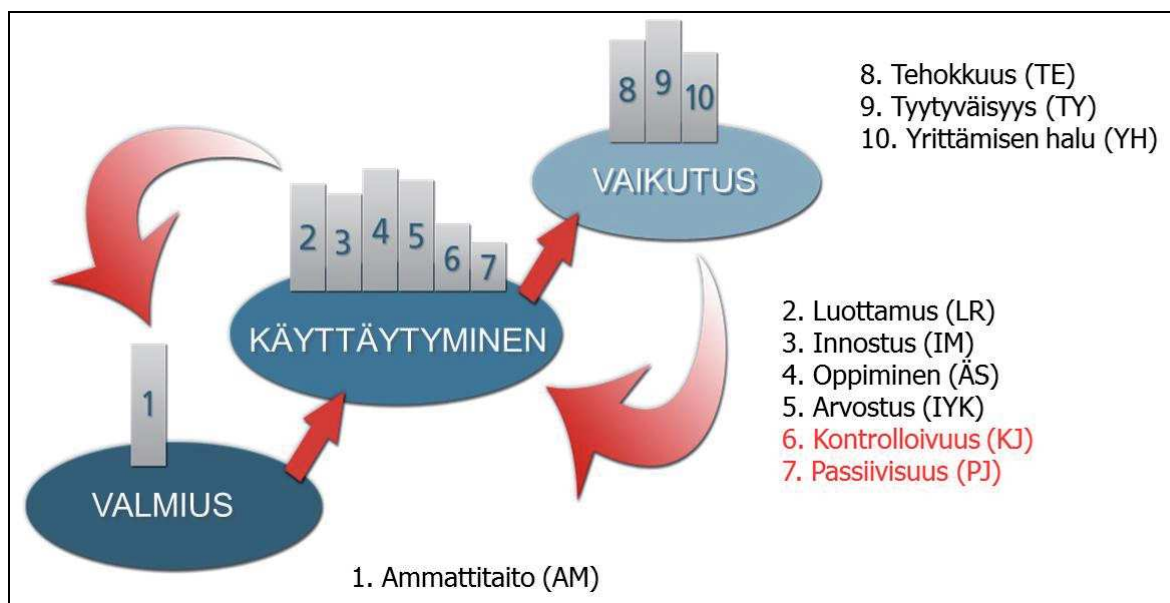 8 9 10
VAIKUTUS
8. Tehokkuus (TE)
9. Tyytyväisyys (TY)
10. Yrittämisen halu (YH)
2 3 4 5 6 7
KÄYTTÄYTYMINEN
2. Luottamus (LR)
3. Innostus (IM)
4. Oppiminen (ÄS)
5. Arvostus (IYK)
6. Kontrolloivuus (KJ)
7. Passiivisuus (PJ)
1
VALMIUS
1. Ammattitaito (AM)